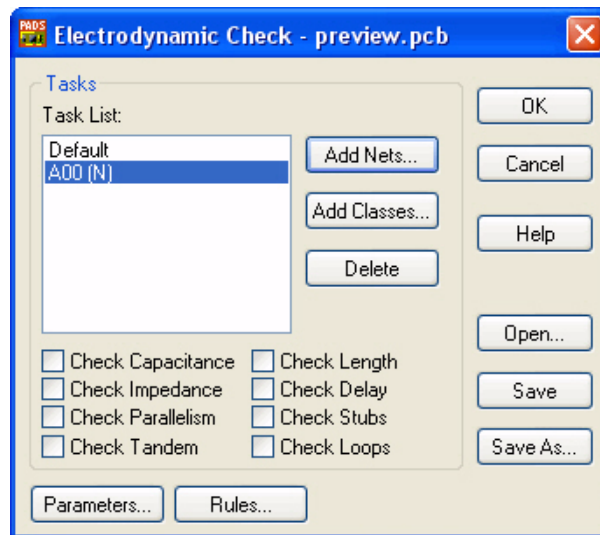 PADS
Electrodynamic Check - preview.pcb
Tasks
Task List:
Default
A00 (N)
Add Nets...
Add Classes...
Delete
Check Capacitance
Check Length
Check Impedance
Check Delay
Check Parallelism
Check Stubs
Check Tandem
Check Loops
OK
Cancel
Help
Open...
Save
Save As...
Parameters...
Rules...